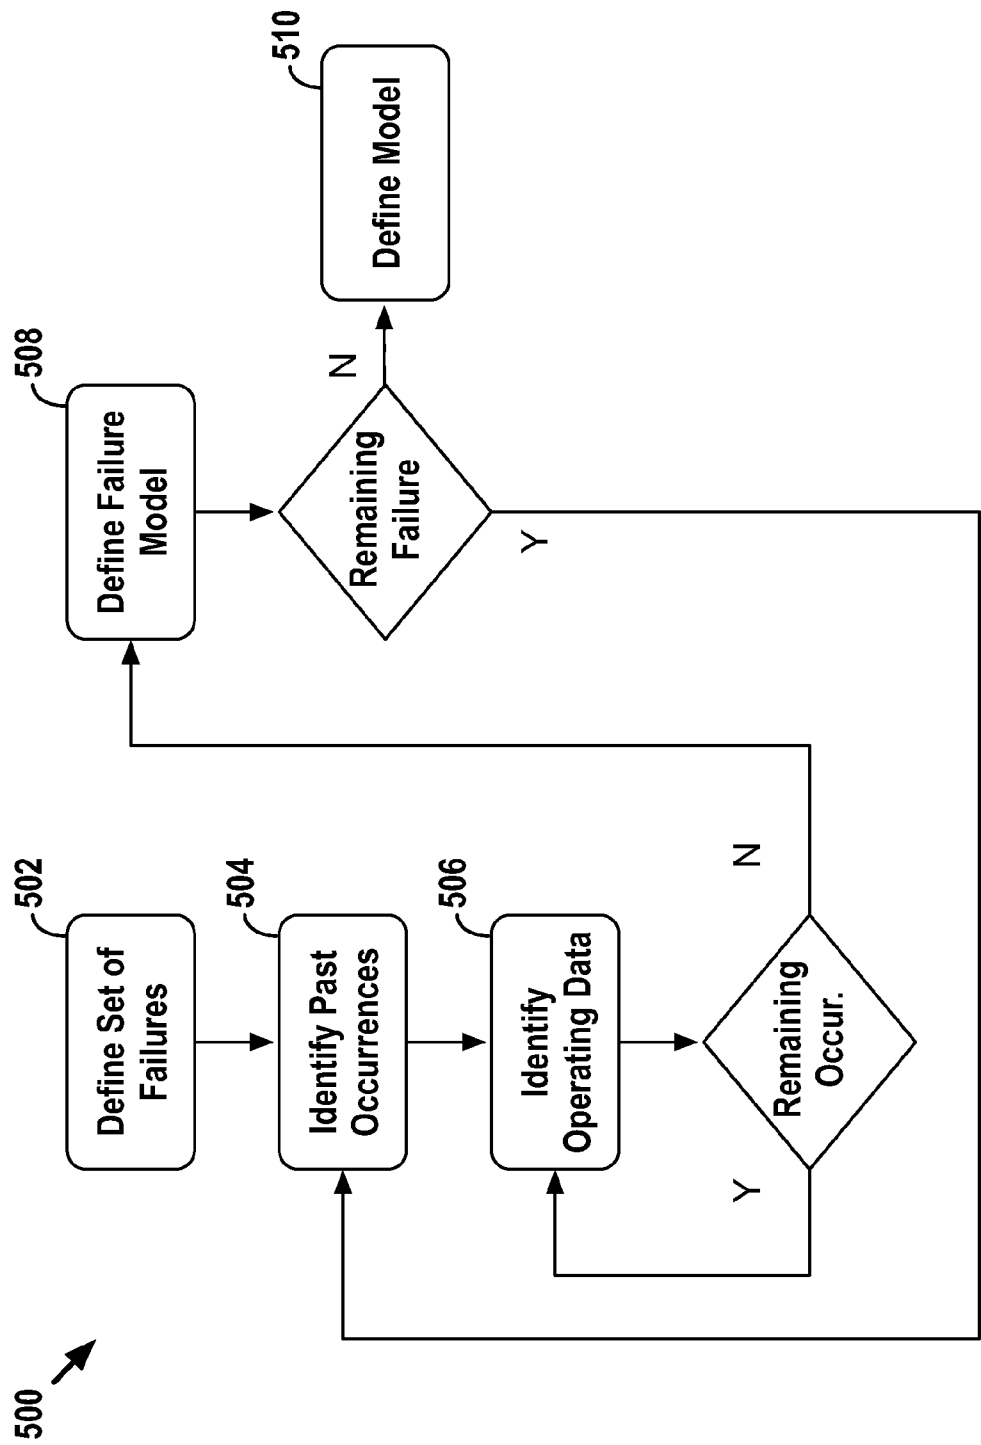 500
502
Define Set of
Failures
504
Identify Past
Occurrences
506
Identify
Operating Data
Remaining
Occur.
Y
N
508
Define Failure
Model
Remaining
Failure
Y
N
510
Define Model